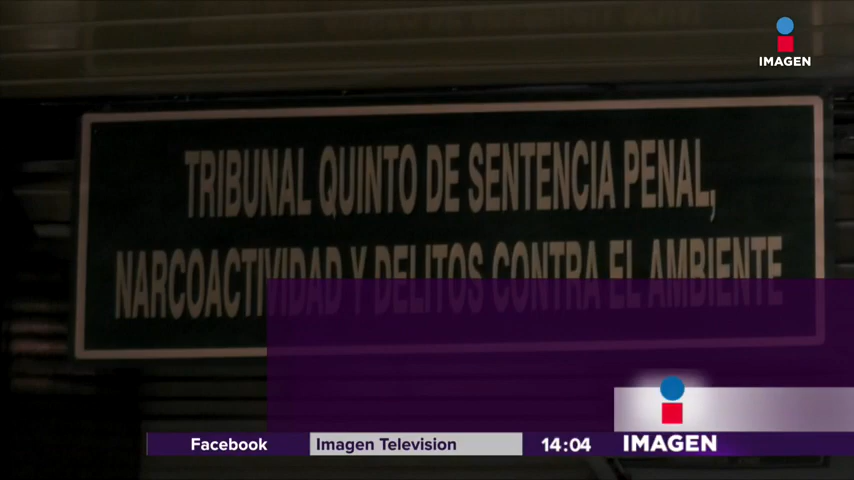 IMAGEN
TRIBUNAL QUINTO DE SENTENCIA PENAL,
NARCOACTIVIDAD Y DELITOS CONTRA EL AMBIENTE
Facebook Imagen Television 14:04 IMAGEN